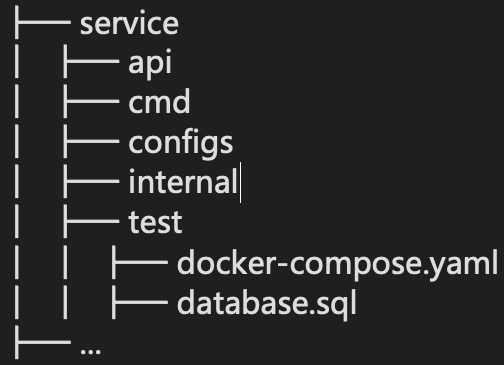 ├── service
│   ├── api
│   ├── cmd
│   ├── configs
│   ├── internal
│   ├── test
│   │   ├── docker-compose.yaml
│   │   ├── database.sql
├── ...